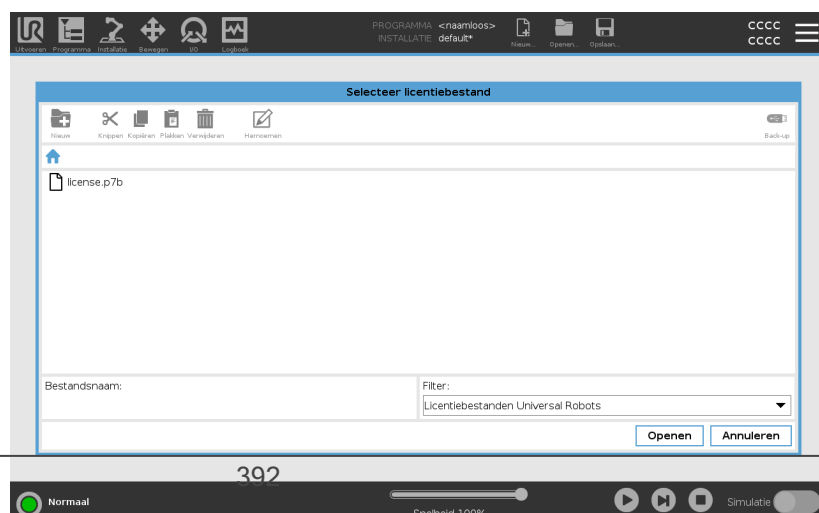 UR
PROGRAMMA <naamloos>
INSTALLATIE default*
Uitvoeren Programma Installatie Bewegen I/O Logboek
Nieuw... Openen... Opslaan...
cccc
cccc
Selecteer licentiebestand
Nieuw Knippen Kopiëren Plakken Verwijderen Hernoemen Back-up
license.p7b
Bestandsnaam:
Filter:
Licentiebestanden Universal Robots
Openen Annuleren
392
Normaal
Snelheid 100%
Simulatie